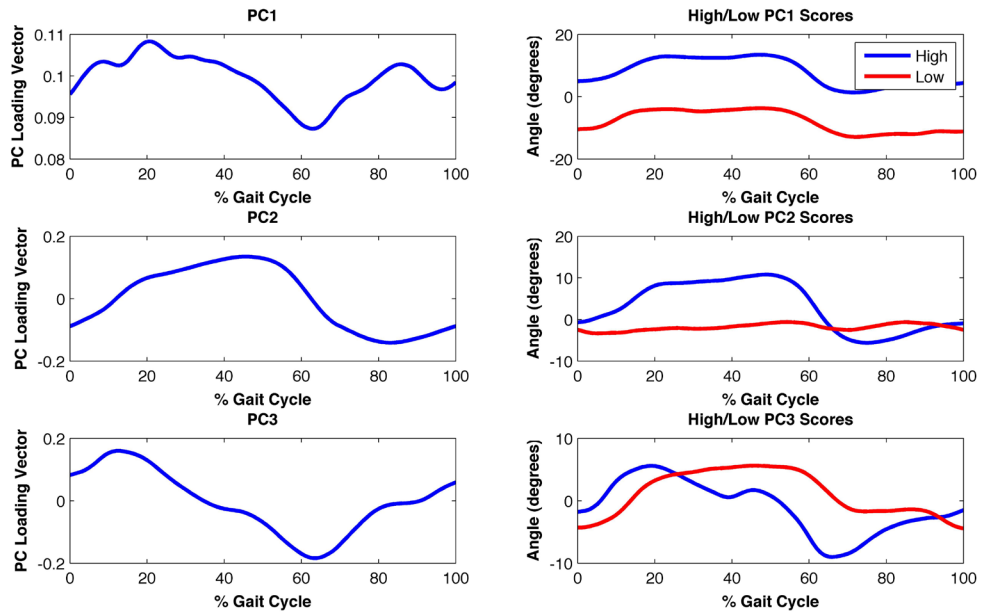 PC1
PC Loading Vector
0.11
0.1
0.09
0.08
0 20 40 60 80 100
% Gait Cycle
High/Low PC1 Scores
Angle (degrees)
20
0
-20
High
Low
0 20 40 60 80 100
% Gait Cycle
PC2
PC Loading Vector
0.2
0
-0.2
0 20 40 60 80 100
% Gait Cycle
High/Low PC2 Scores
Angle (degrees)
20
10
0
-10
0 20 40 60 80 100
% Gait Cycle
PC3
PC Loading Vector
0.2
0
-0.2
0 20 40 60 80 100
% Gait Cycle
High/Low PC3 Scores
Angle (degrees)
10
0
-10
0 20 40 60 80 100
% Gait Cycle